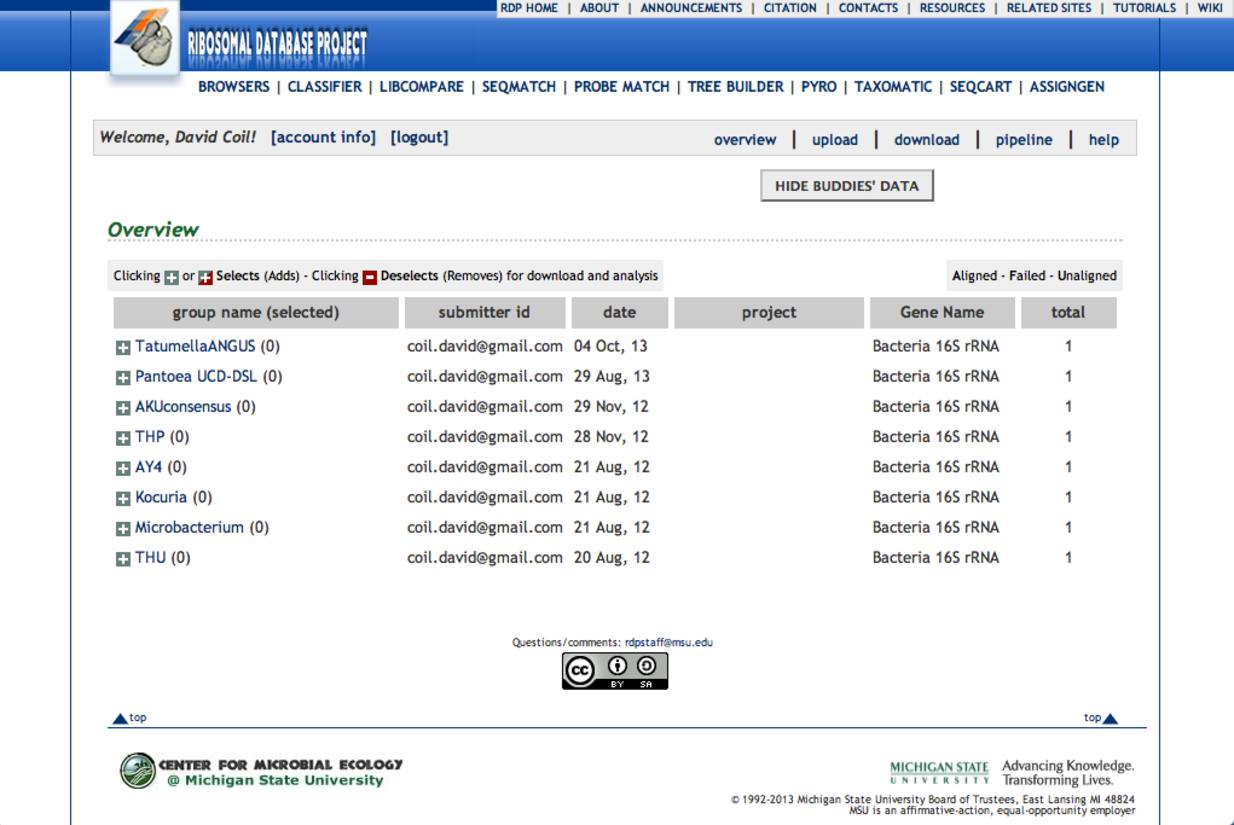 RDP HOME | ABOUT | ANNOUNCEMENTS | CITATION | CONTACTS | RESOURCES | RELATED SITES | TUTORIALS | WIKI
RIBOSOMAL DATABASE PROJECT
BROWSERS | CLASSIFIER | LIBCOMPARE | SEQMATCH | PROBE MATCH | TREE BUILDER | PYRO | TAXOMATIC | SEQCART | ASSIGNGEN
Welcome, David Coil! [account info] [logout] overview | upload | download | pipeline | help
HIDE BUDDIES' DATA
Overview
Clicking + or + Selects (Adds) - Clicking - Deselects (Removes) for download and analysis Aligned - Failed - Unaligned
group name (selected) submitter id date project Gene Name total
TatumellaANGUS (0) coil.david@gmail.com 04 Oct, 13 Bacteria 16S rRNA 1
Pantoea UCD-DSL (0) coil.david@gmail.com 29 Aug, 13 Bacteria 16S rRNA 1
AKUconsensus (0) coil.david@gmail.com 29 Nov, 12 Bacteria 16S rRNA 1
THP (0) coil.david@gmail.com 28 Nov, 12 Bacteria 16S rRNA 1
AY4 (0) coil.david@gmail.com 21 Aug, 12 Bacteria 16S rRNA 1
Kocuria (0) coil.david@gmail.com 21 Aug, 12 Bacteria 16S rRNA 1
Microbacterium (0) coil.david@gmail.com 21 Aug, 12 Bacteria 16S rRNA 1
THU (0) coil.david@gmail.com 20 Aug, 12 Bacteria 16S rRNA 1
Questions/comments: rdpstaff@msu.edu
cc BY SA
top top
CENTER FOR MICROBIAL ECOLOGY
@ Michigan State University
MICHIGAN STATE Advancing Knowledge.
UNIVERSITY Transforming Lives.
© 1992-2013 Michigan State University Board of Trustees, East Lansing MI 48824
MSU is an affirmative-action, equal-opportunity employer